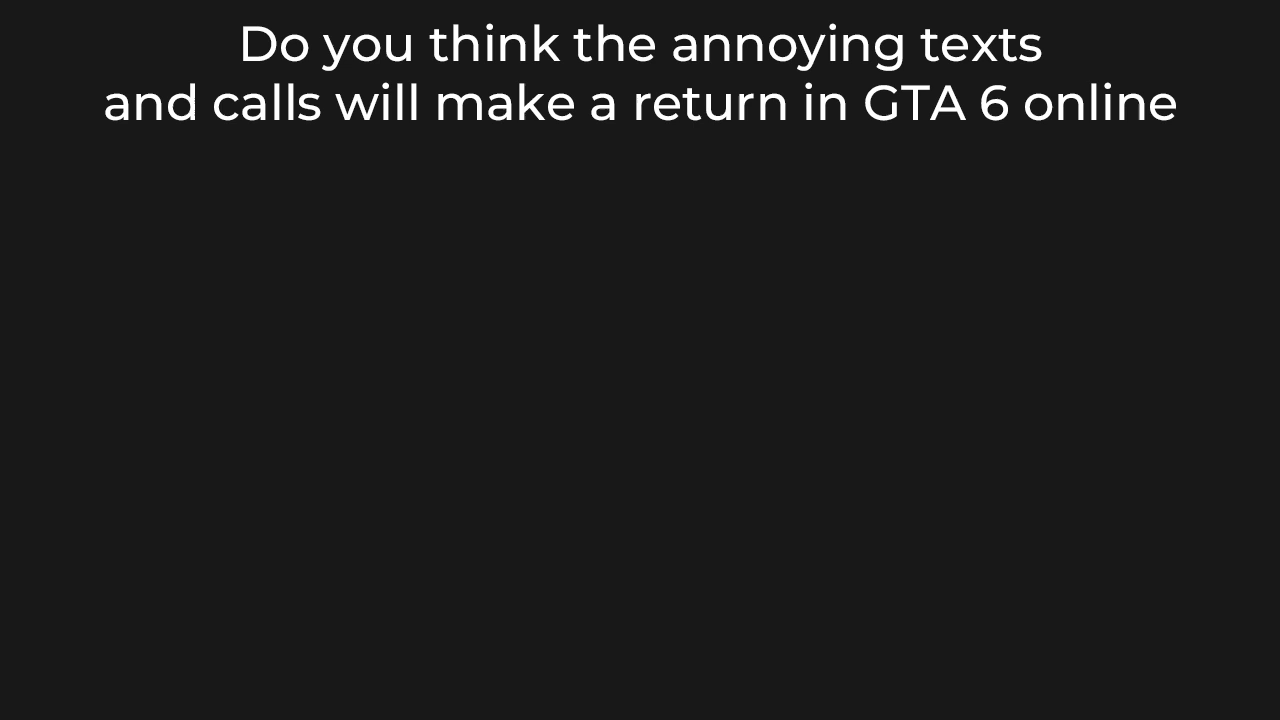 Do you think the annoying texts
and calls will make a return in GTA 6 online